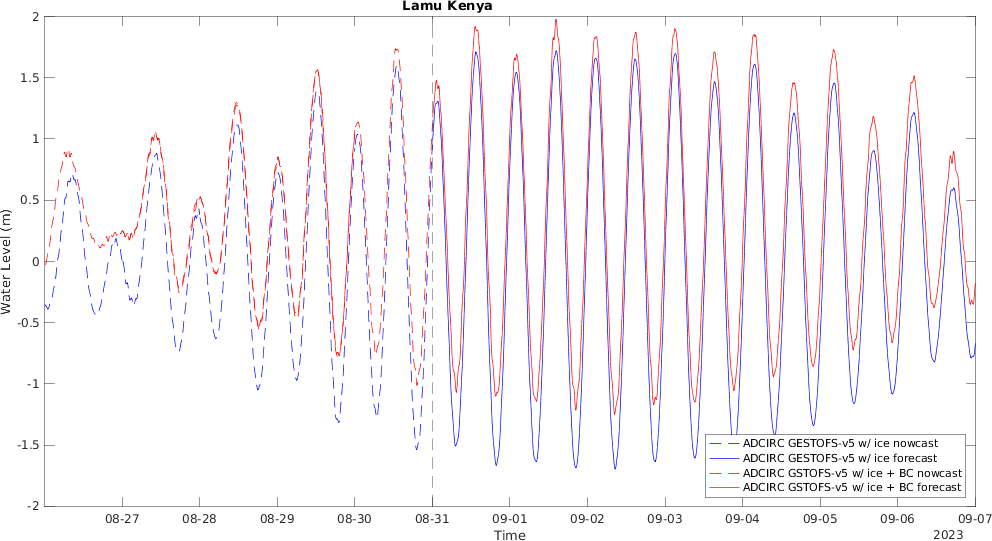 Lamu Kenya
Water Level (m)
2
1.5
1
0.5
0
-0.5
-1
-1.5
-2
08-27 08-28 08-29 08-30 08-31 09-01 09-02 09-03 09-04 09-05 09-06 09-07
Time
2023
ADCIRC GESTOFS-v5 w/ ice nowcast
ADCIRC GESTOFS-v5 w/ ice forecast
ADCIRC GSTOFS-v5 w/ ice + BC nowcast
ADCIRC GSTOFS-v5 w/ ice + BC forecast